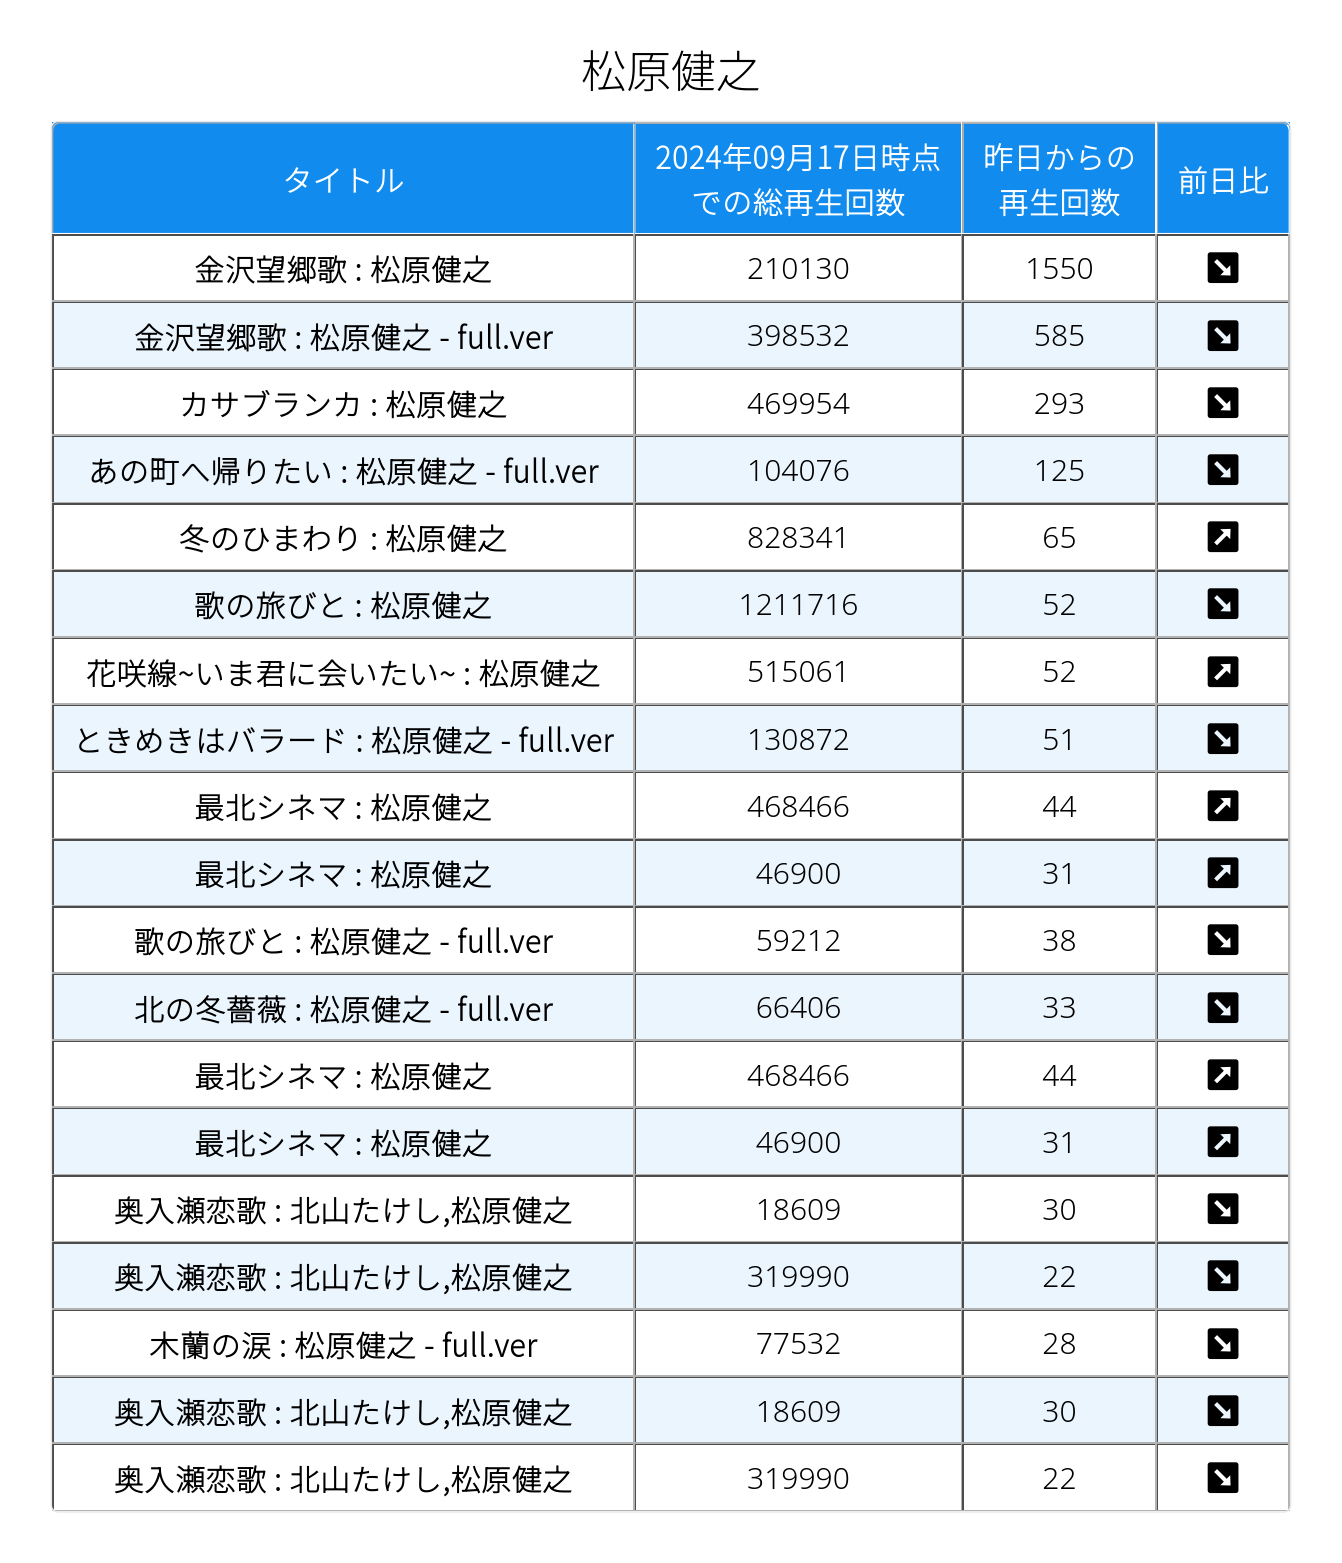 松原健之
タイトル 2024年09月17日時点での総再生回数 昨日からの再生回数 前日比
金沢望郷歌 : 松原健之 210130 1550 ↘
金沢望郷歌 : 松原健之 - full.ver 398532 585 ↘
カサブランカ : 松原健之 469954 293 ↘
あの町へ帰りたい : 松原健之 - full.ver 104076 125 ↘
冬のひまわり : 松原健之 828341 65 ↗
歌の旅びと : 松原健之 1211716 52 ↘
花咲線~いま君に会いたい~ : 松原健之 515061 52 ↗
ときめきはバラード : 松原健之 - full.ver 130872 51 ↘
最北シネマ : 松原健之 468466 44 ↗
最北シネマ : 松原健之 46900 31 ↗
歌の旅びと : 松原健之 - full.ver 59212 38 ↘
北の冬薔薇 : 松原健之 - full.ver 66406 33 ↘
最北シネマ : 松原健之 468466 44 ↗
最北シネマ : 松原健之 46900 31 ↗
奥入瀬恋歌 : 北山たけし,松原健之 18609 30 ↘
奥入瀬恋歌 : 北山たけし,松原健之 319990 22 ↘
木蘭の涙 : 松原健之 - full.ver 77532 28 ↘
奥入瀬恋歌 : 北山たけし,松原健之 18609 30 ↘
奥入瀬恋歌 : 北山たけし,松原健之 319990 22 ↘